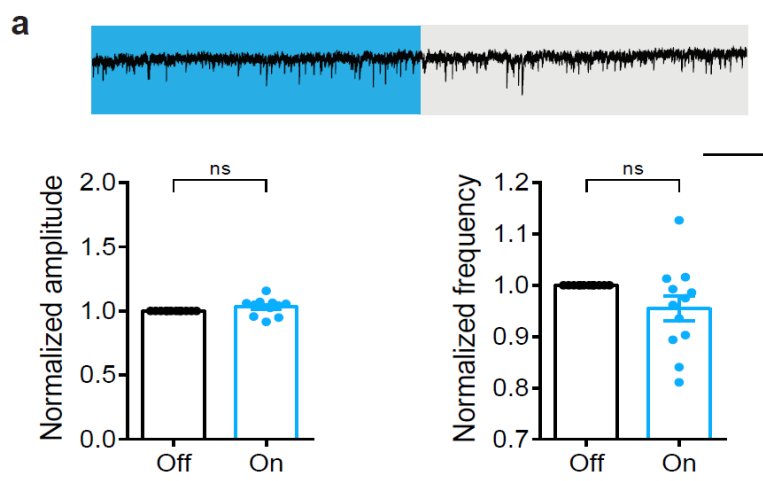 a
Normalized amplitude
2.0
1.5
1.0
0.5
0.0
ns
Off
On
Normalized frequency
1.2
1.1
1.0
0.9
0.8
0.7
ns
Off
On